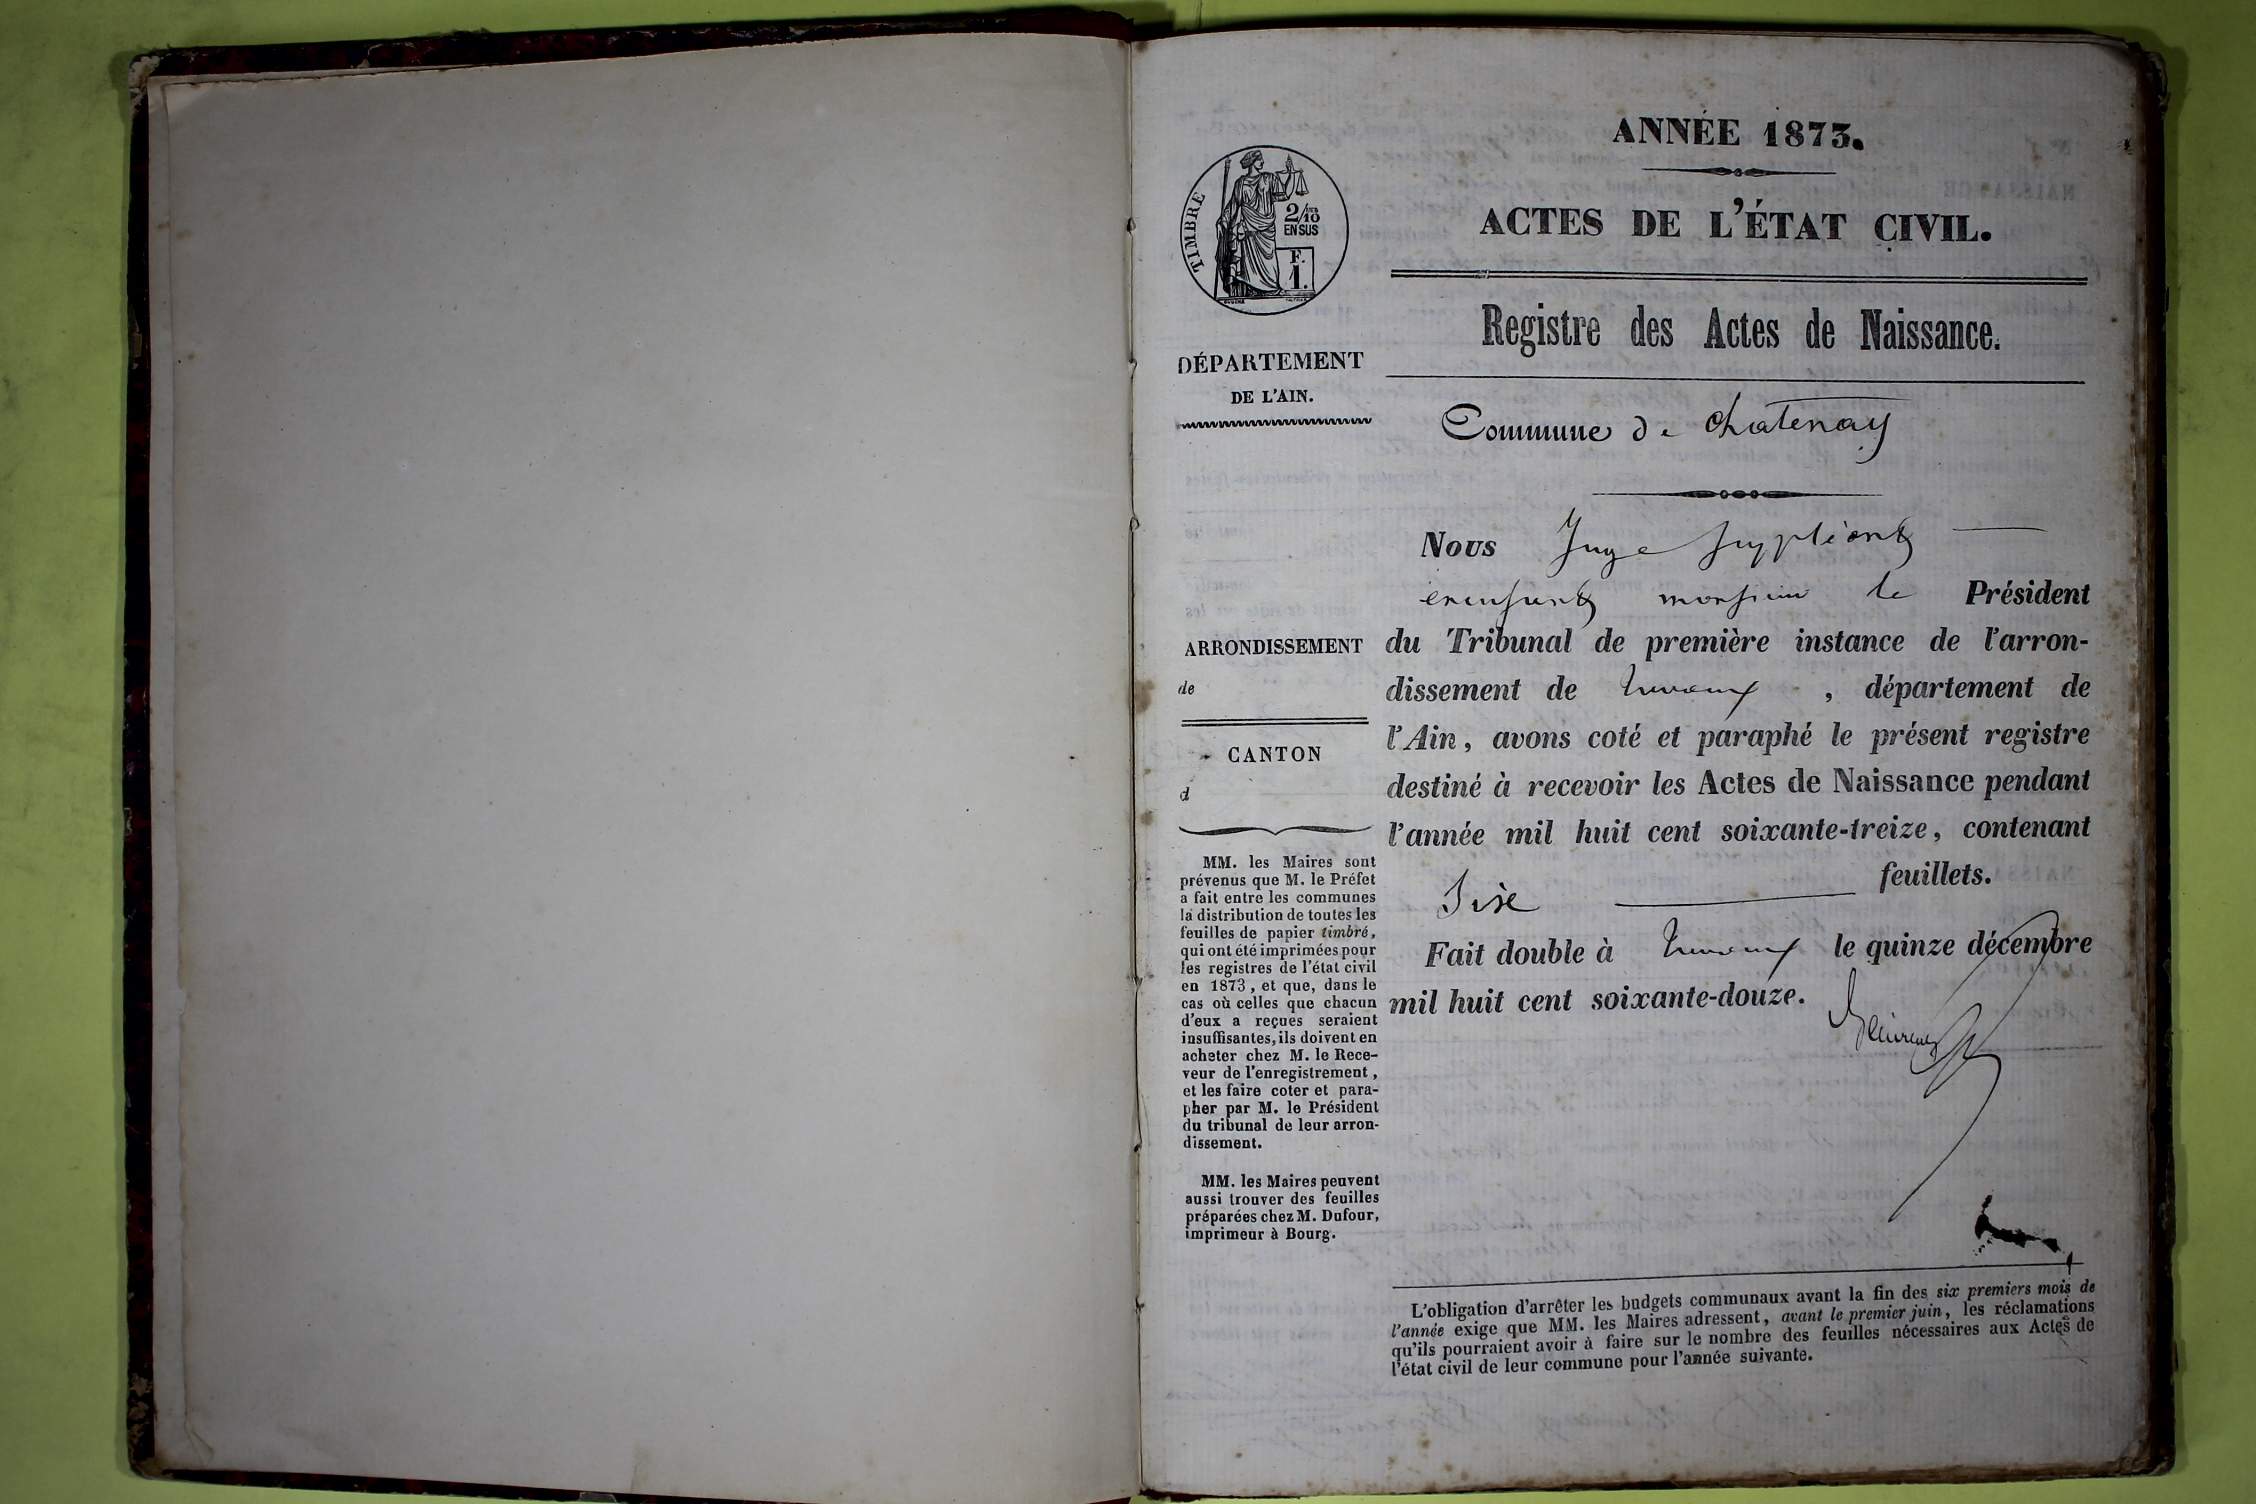 ANNÉE 1873.
ACTES DE L'ÉTAT CIVIL.
TIMBRE
2/10
EN SUS
F.
1.
Registre des Actes de Naissance.
DÉPARTEMENT
DE L'AIN.
Commune de Chatenay
Nous Juge suppléant
monsieur le Président
ARRONDISSEMENT
de
du Tribunal de première instance de l'arron-
dissement de Trévoux, département de
l'Ain, avons coté et paraphé le présent registre
destiné à recevoir les Actes de Naissance pendant
l'année mil huit cent soixante-treize, contenant
feuillets.
Fait double à Trévoux le quinze décembre
mil huit cent soixante-douze.
CANTON
d
MM. les Maires sont
prévenus que M. le Préfet
a fait entre les communes
la distribution de toutes les
feuilles de papier timbré,
qui ont été imprimées pour
les registres de l'état civil
en 1873, et que, dans le
cas où celles que chacun
d'eux a reçues seraient
insuffisantes, ils doivent en
acheter chez M. le Rece-
veur de l'enregistrement,
et les faire coter et para-
pher par M. le Président
du tribunal de leur arron-
dissement.
MM. les Maires peuvent
aussi trouver des feuilles
préparées chez M. Dufour,
imprimeur à Bourg.
L'obligation d'arrêter les budgets communaux avant la fin des six premiers mois de
l'année exige que MM. les Maires adressent, avant le premier juin, les réclamations
qu'ils pourraient avoir à faire sur le nombre des feuilles nécessaires aux Actes de
l'état civil de leur commune pour l'année suivante.